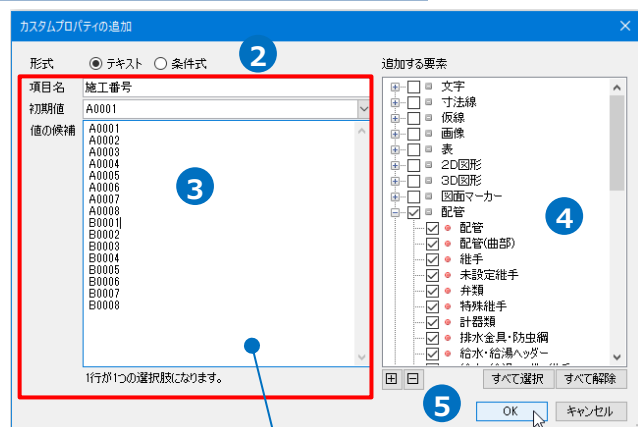 カスタムプロパティの追加
形式 テキスト 条件式
2
項目名 施工番号
初期値 A0001
値の候補
A0001
A0002
A0003
A0004
A0005
A0006
A0007
A0008
B0001
B0002
B0003
B0004
B0005
B0006
B0007
B0008
3
1行が1つの選択肢になります。
追加する要素
文字
寸法線
仮線
画像
表
2D図形
3D図形
図面マーカー
配管
配管
配管(曲部)
継手
未設定継手
弁類
特殊継手
計器類
排水金具・防虫網
給水・給湯ヘッダー
4
すべて選択 すべて解除
5
OK キャンセル